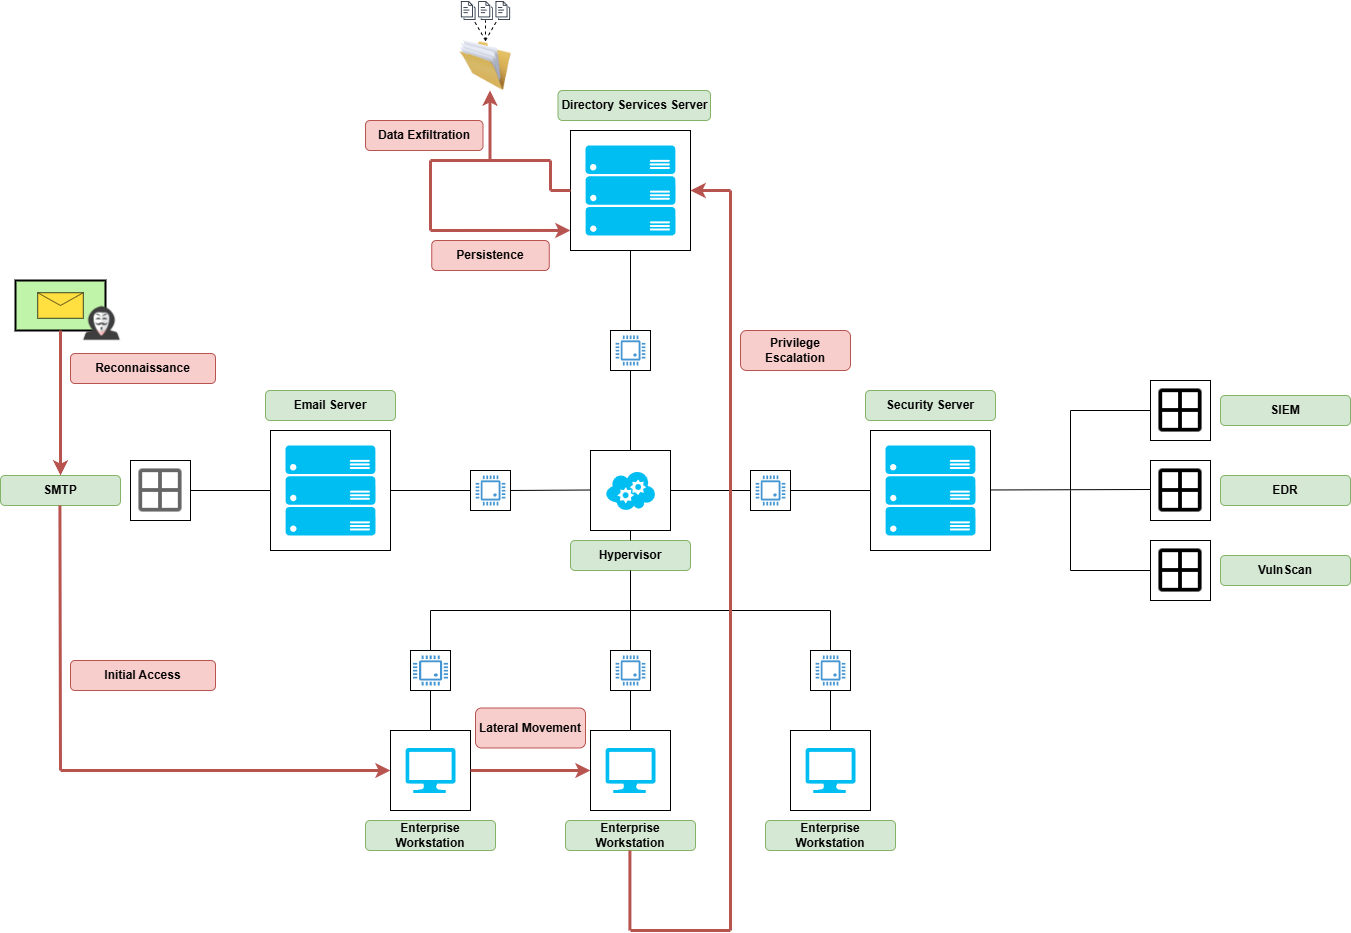 Directory Services Server
Data Exfiltration
Persistence
Reconnaissance
Privilege
Escalation
Email Server
Security Server
SIEM
SMTP
EDR
Hypervisor
VulnScan
Initial Access
Lateral Movement
Enterprise
Workstation
Enterprise
Workstation
Enterprise
Workstation